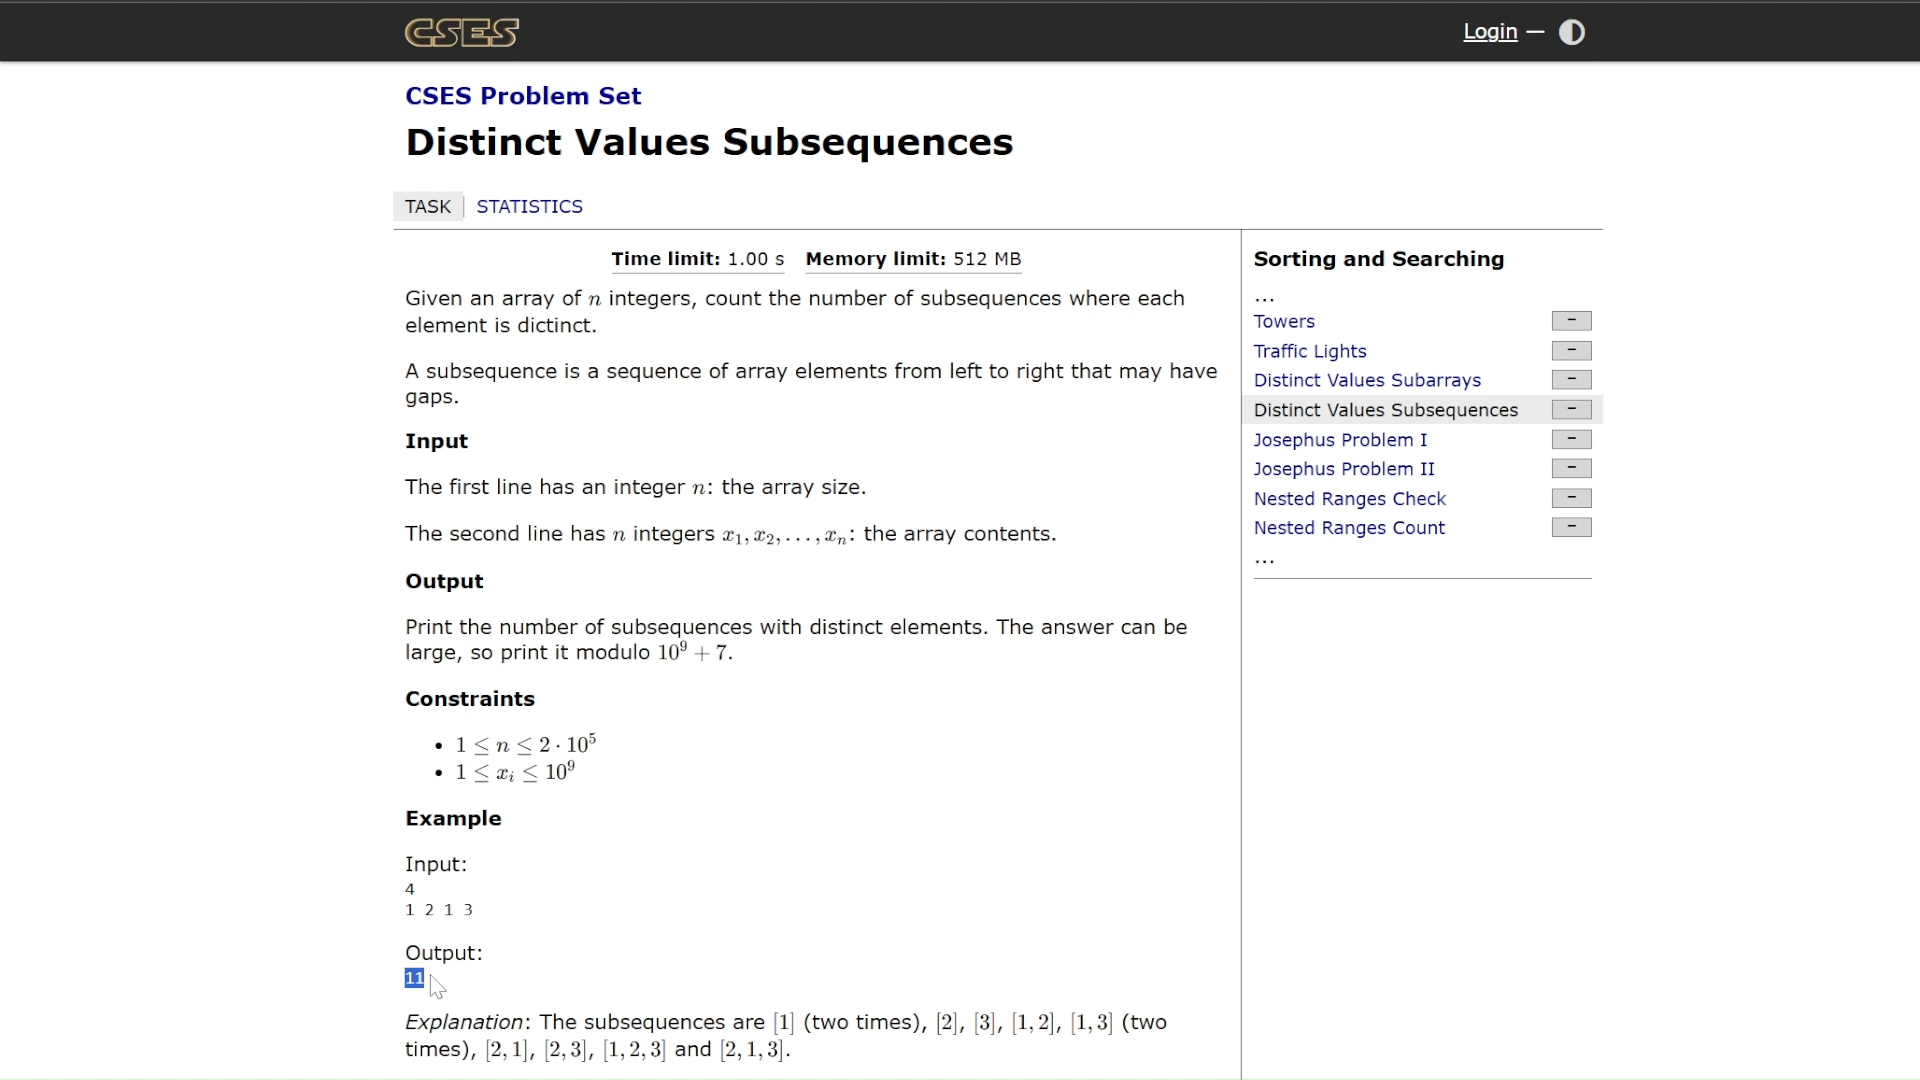 CSES
Login —
CSES Problem Set
Distinct Values Subsequences
TASK
STATISTICS
Time limit: 1.00 s Memory limit: 512 MB
Given an array of n integers, count the number of subsequences where each
element is dictinct.
A subsequence is a sequence of array elements from left to right that may have
gaps.
Input
The first line has an integer n: the array size.
The second line has n integers x₁, x₂, . . . , xₙ: the array contents.
Output
Print the number of subsequences with distinct elements. The answer can be
large, so print it modulo 10⁹ + 7.
Constraints
• 1 ≤ n ≤ 2 · 10⁵
• 1 ≤ xᵢ ≤ 10⁹
Example
Input:
4
1 2 1 3
Output:
11
Explanation: The subsequences are [1] (two times), [2], [3], [1, 2], [1, 3] (two
times), [2, 1], [2, 3], [1, 2, 3] and [2, 1, 3].
Sorting and Searching
...
Towers –
Traffic Lights –
Distinct Values Subarrays –
Distinct Values Subsequences –
Josephus Problem I –
Josephus Problem II –
Nested Ranges Check –
Nested Ranges Count –
...